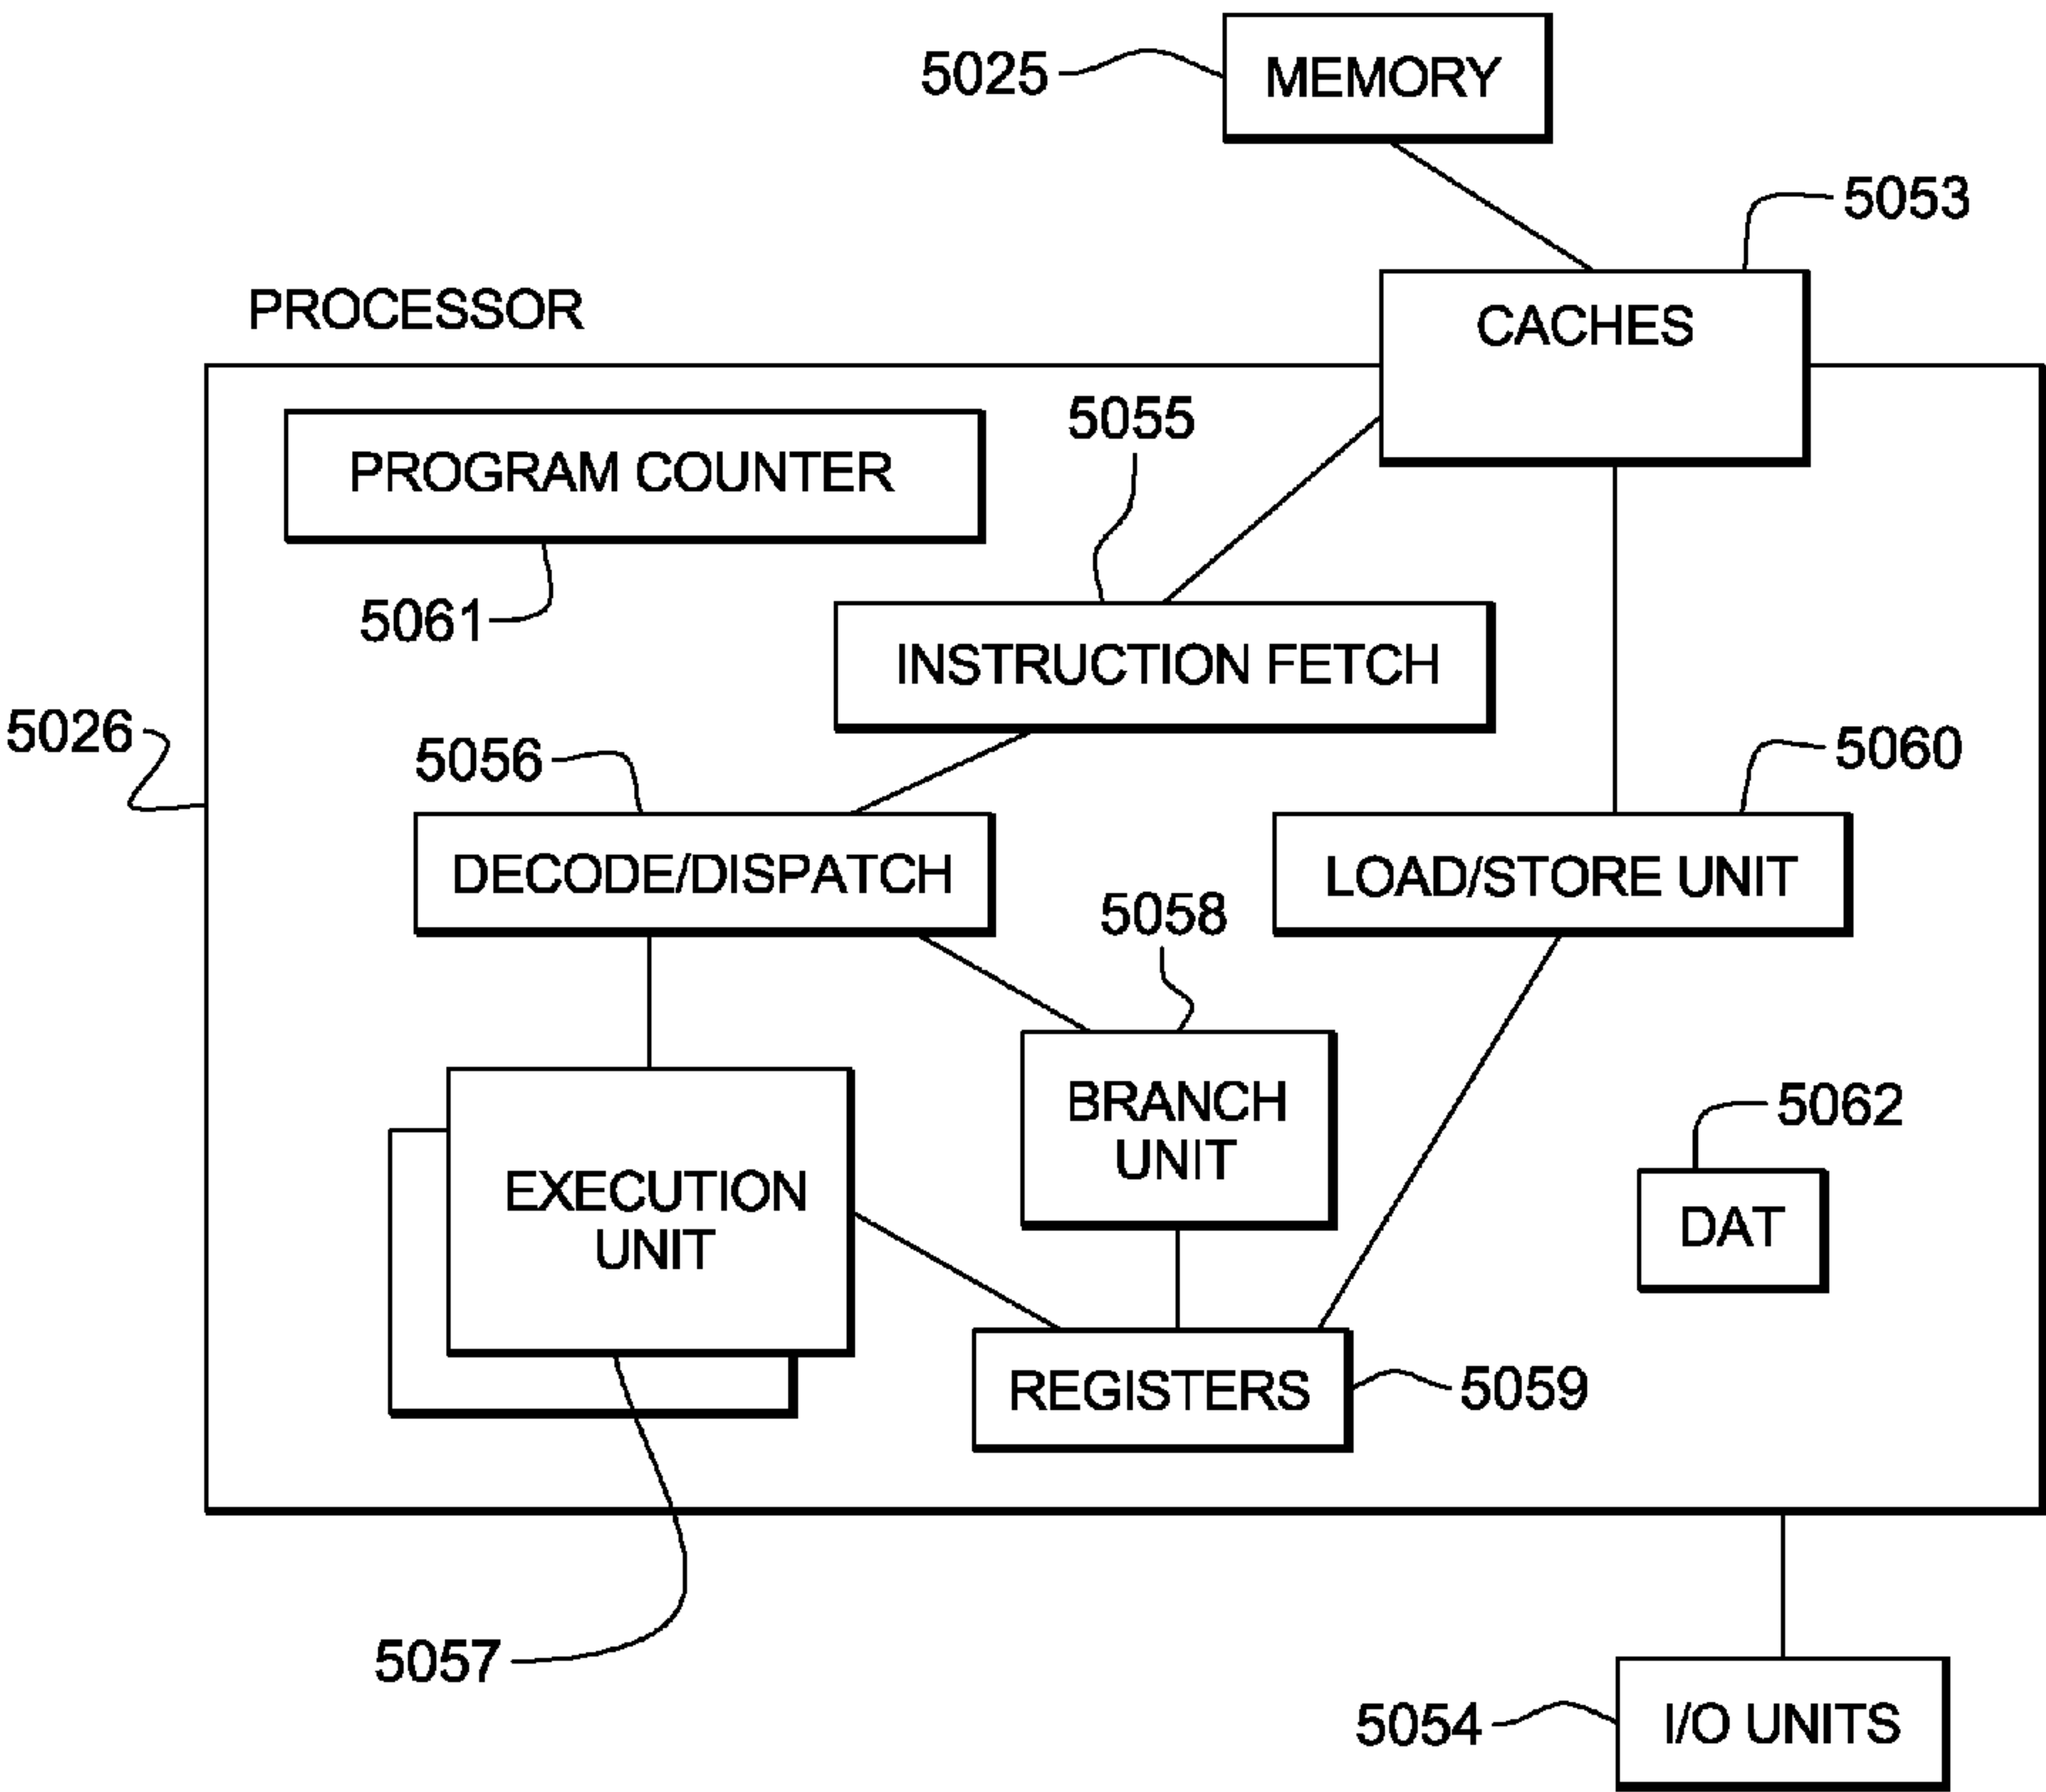 5025
MEMORY
5053
CACHES
PROCESSOR
5055
PROGRAM COUNTER
5061
INSTRUCTION FETCH
5026
5056
5060
DECODE/DISPATCH
LOAD/STORE UNIT
5058
BRANCH
UNIT
5062
DAT
EXECUTION
UNIT
REGISTERS
5059
5057
5054
I/O UNITS